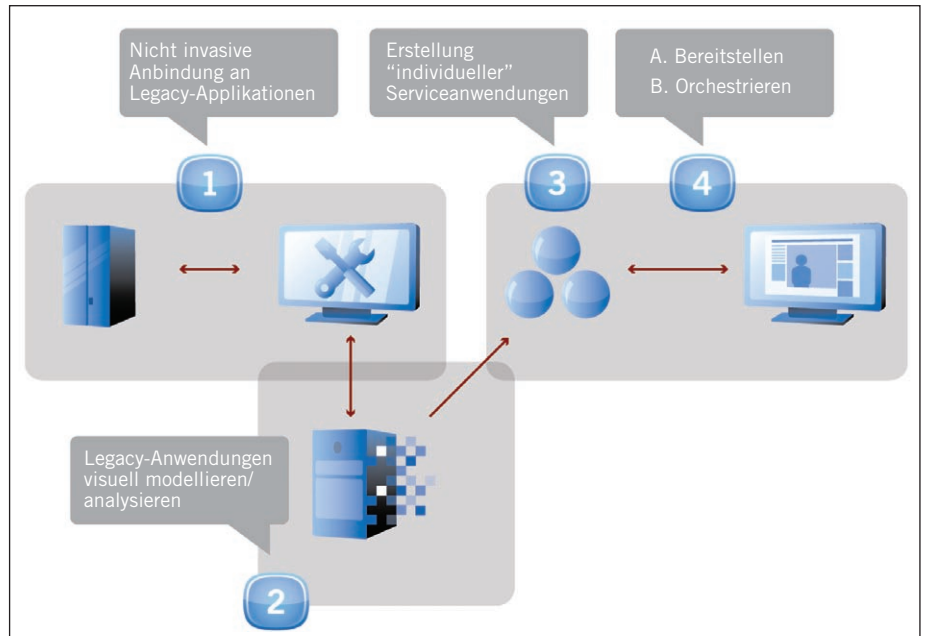 Nicht invasive
Anbindung an
Legacy-Applikationen
1
Erstellung
“individueller”
Serviceanwendungen
3
A. Bereitstellen
B. Orchestrieren
4
Legacy-Anwendungen
visuell modellieren/
analysieren
2